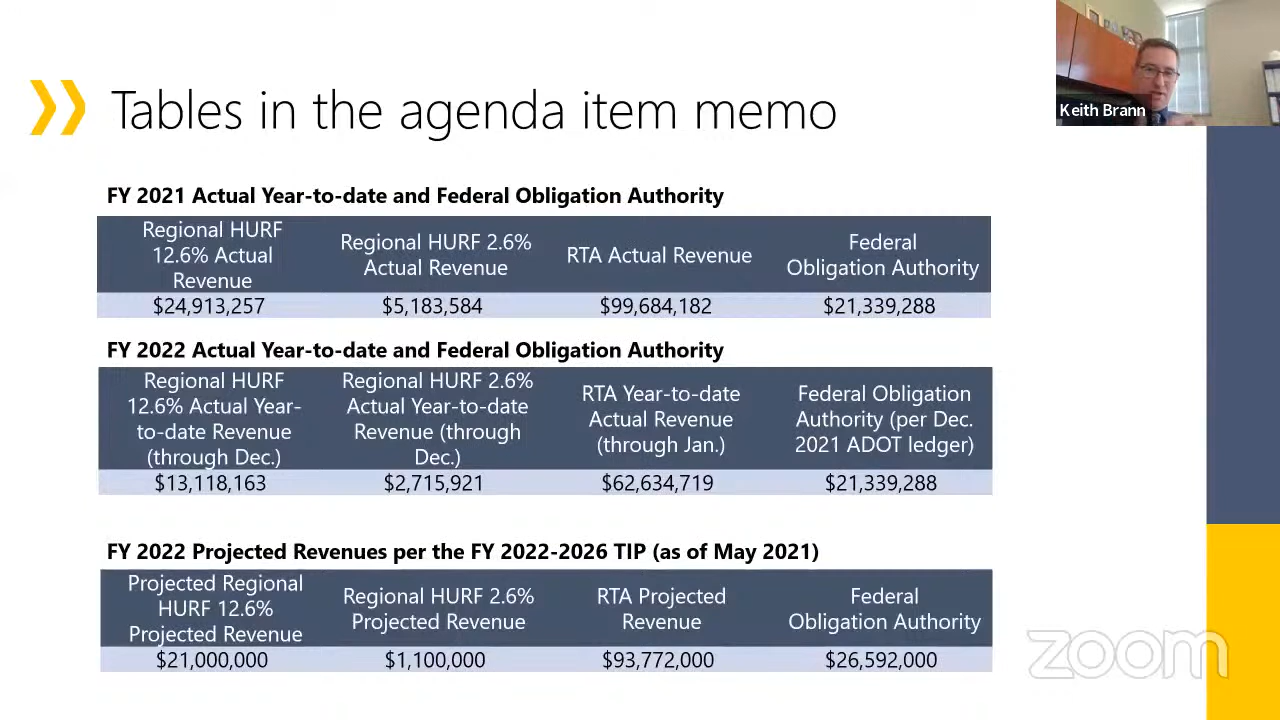 Tables in the agenda item memo
Keith Brann
FY 2021 Actual Year-to-date and Federal Obligation Authority
Regional HURF
12.6% Actual
Revenue
Regional HURF 2.6%
Actual Revenue
RTA Actual Revenue
Federal
Obligation Authority
$24,913,257
$5,183,584
$99,684,182
$21,339,288
FY 2022 Actual Year-to-date and Federal Obligation Authority
Regional HURF
12.6% Actual Year-
to-date Revenue
(through Dec.)
Regional HURF 2.6%
Actual Year-to-date
Revenue (through
Dec.)
RTA Year-to-date
Actual Revenue
(through Jan.)
Federal Obligation
Authority (per Dec.
2021 ADOT ledger)
$13,118,163
$2,715,921
$62,634,719
$21,339,288
FY 2022 Projected Revenues per the FY 2022-2026 TIP (as of May 2021)
Projected Regional
HURF 12.6%
Projected Revenue
Regional HURF 2.6%
Projected Revenue
RTA Projected
Revenue
Federal
Obligation Authority
$21,000,000
$1,100,000
$93,772,000
$26,592,000
zoom